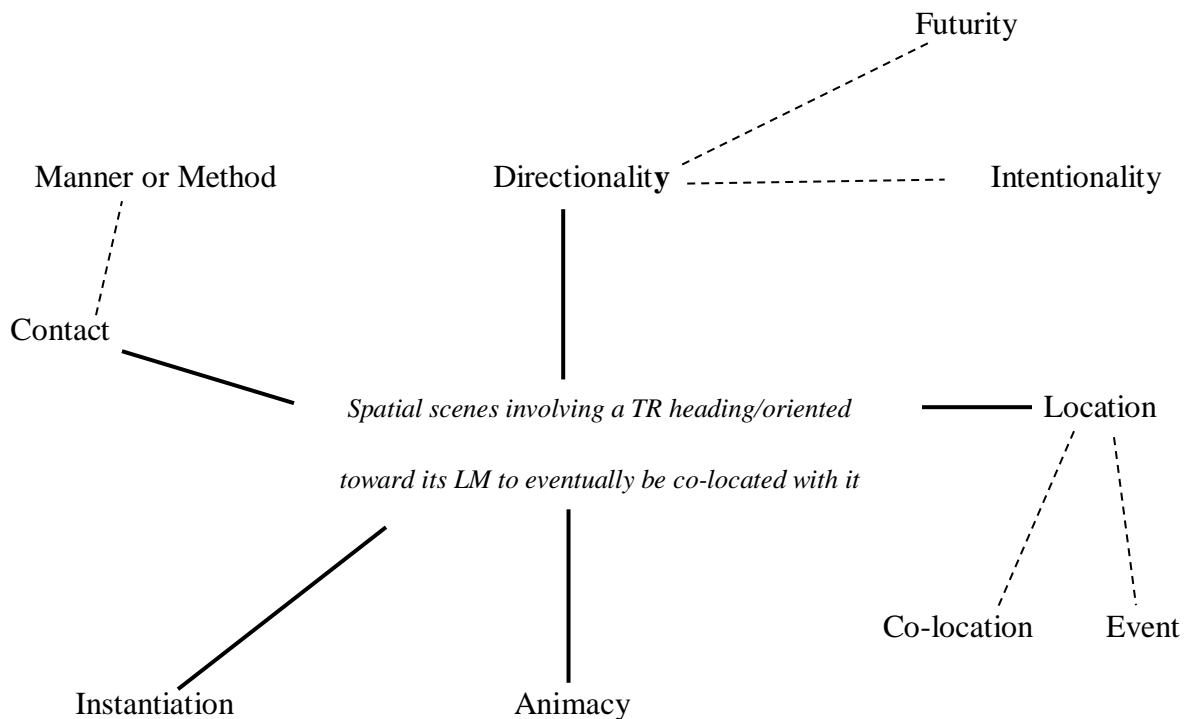 Futurity
Manner or Method
Directionality
Intentionality
Contact
Spatial scenes involving a TR heading/oriented
toward its LM to eventually be co-located with it
Location
Co-location
Event
Instantiation
Animacy